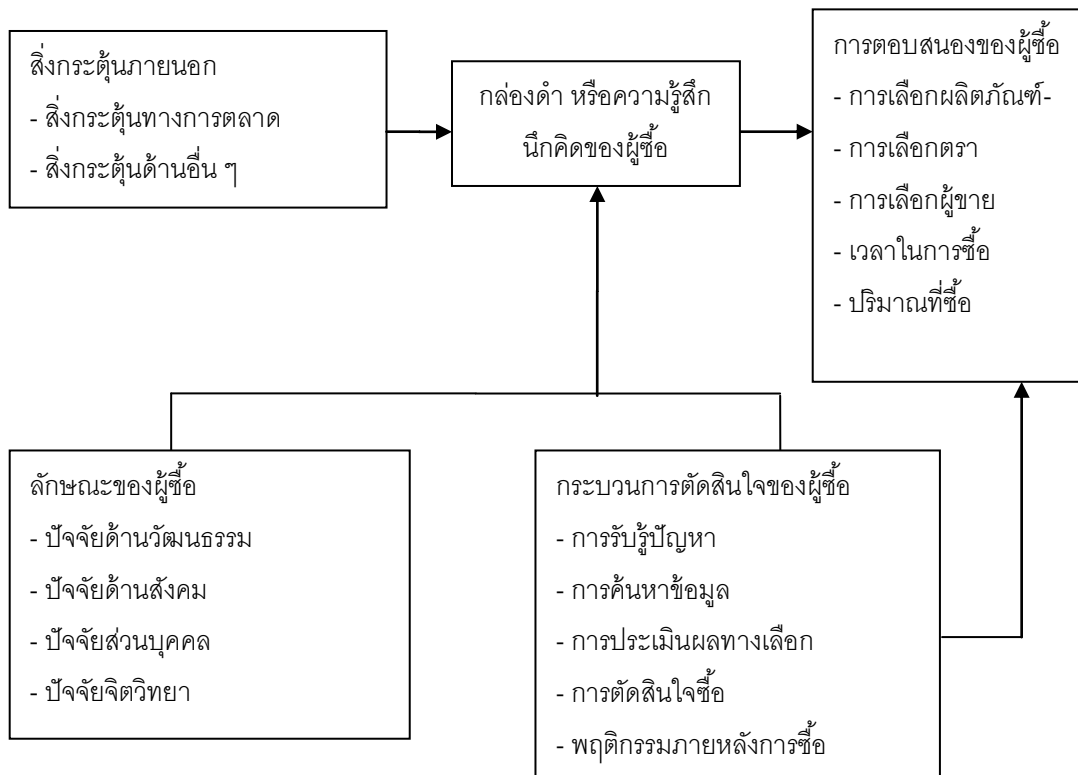 สิ่งกระตุ้นภายนอก
- สิ่งกระตุ้นทางการตลาด
- สิ่งกระตุ้นด้านอื่น ๆ
กล่องดำ หรือความรู้สึก
นึกคิดของผู้ซื้อ
การตอบสนองของผู้ซื้อ
- การเลือกผลิตภัณฑ์-
- การเลือกตรา
- การเลือกผู้ขาย
- เวลาในการซื้อ
- ปริมาณที่ซื้อ
ลักษณะของผู้ซื้อ
- ปัจจัยด้านวัฒนธรรม
- ปัจจัยด้านสังคม
- ปัจจัยส่วนบุคคล
- ปัจจัยจิตวิทยา
กระบวนการตัดสินใจของผู้ซื้อ
- การรับรู้ปัญหา
- การค้นหาข้อมูล
- การประเมินผลทางเลือก
- การตัดสินใจซื้อ
- พฤติกรรมภายหลังการซื้อ